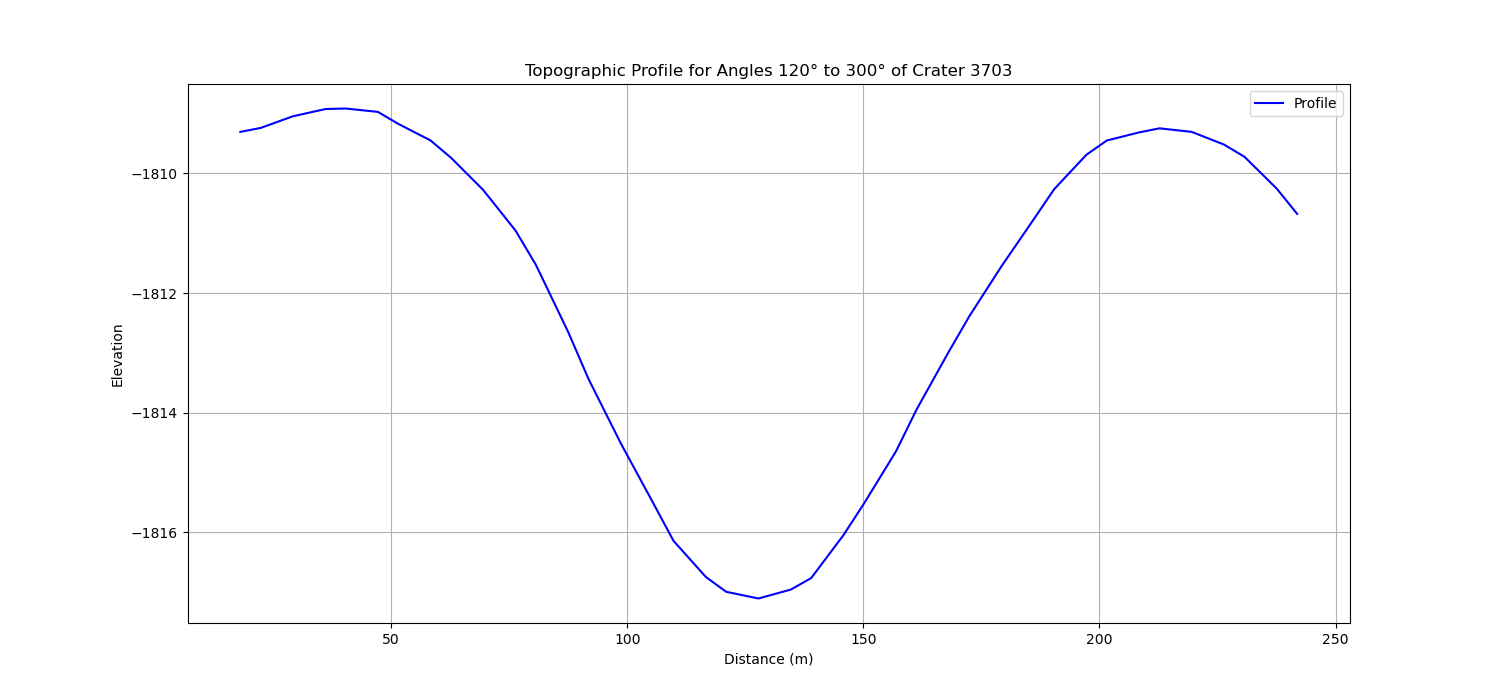 Topographic Profile for Angles 120° to 300° of Crater 3703
Profile
−1810
−1812
−1814
−1816
Elevation
50
100
150
200
250
Distance (m)